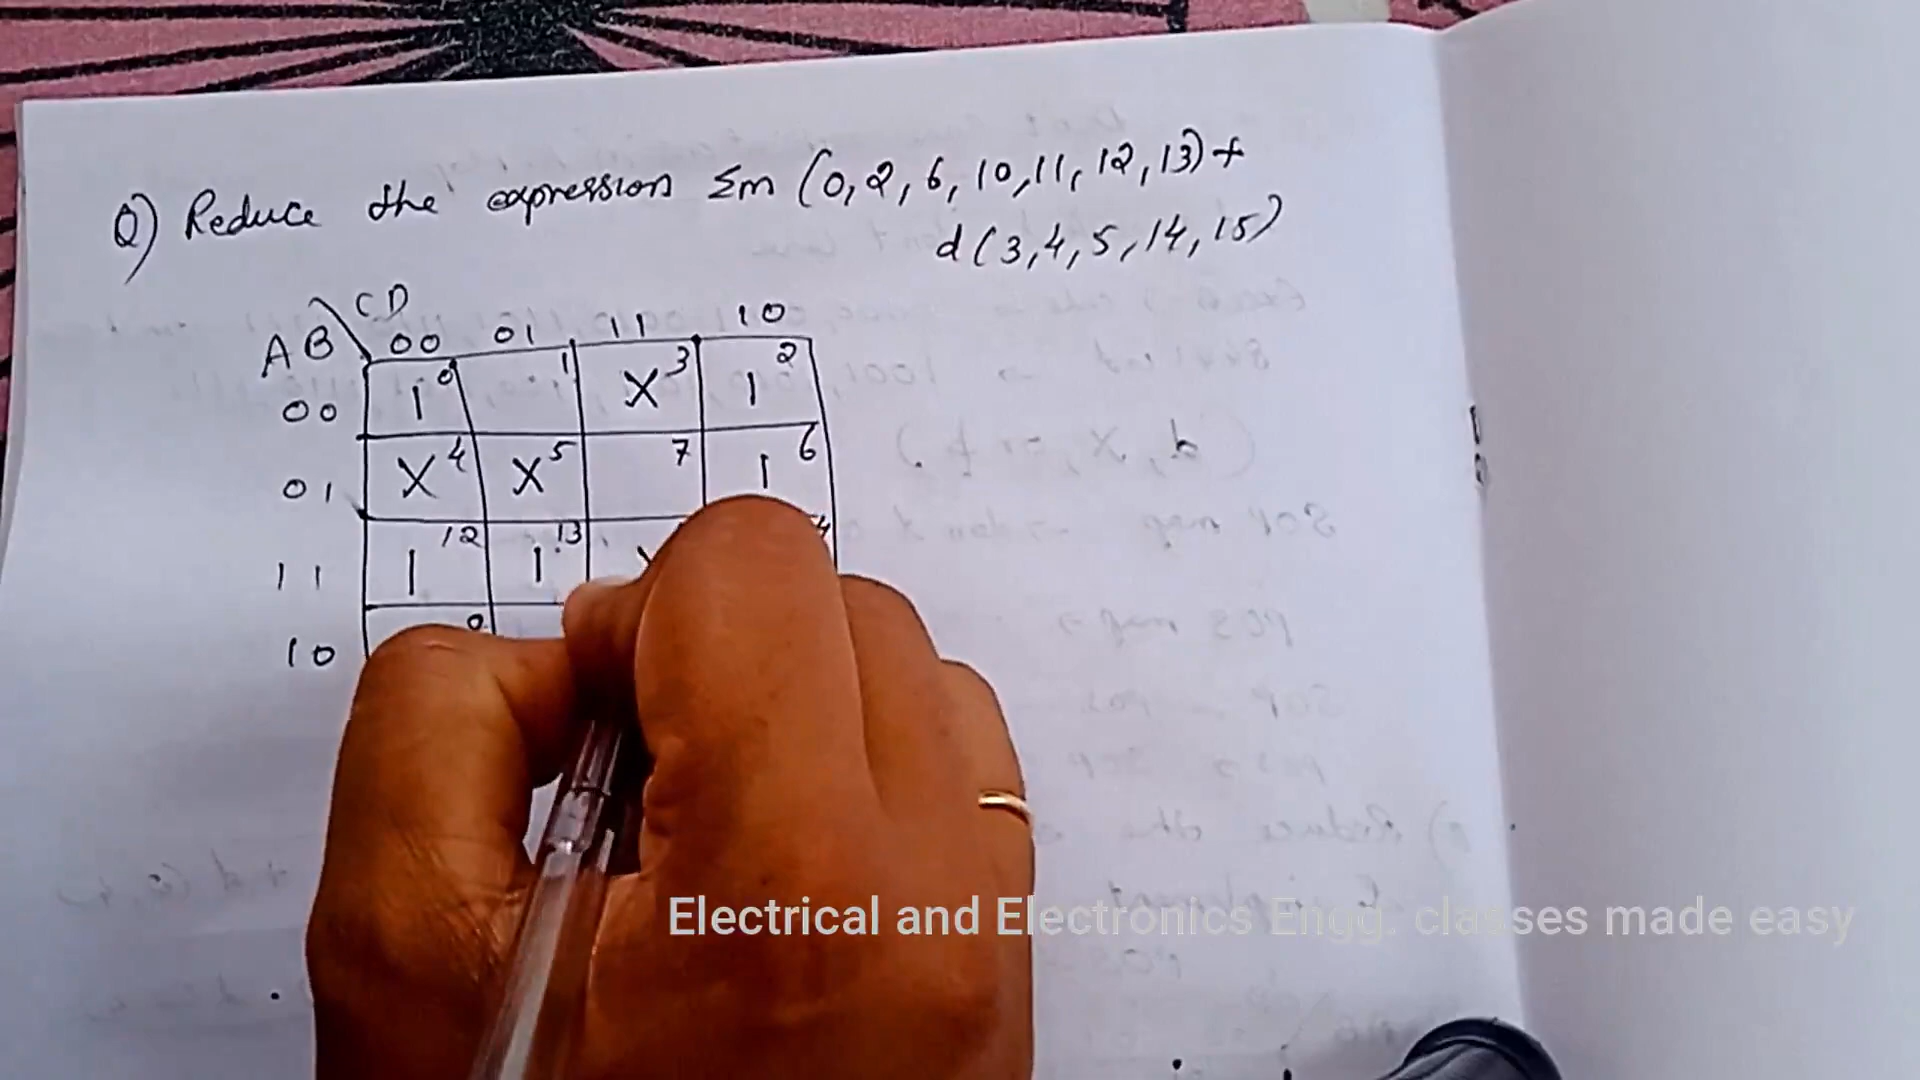 Q) Reduce the expression Σm (0, 2, 6, 10, 11, 12, 13) +
d (3, 4, 5, 14, 15)
CD
AB 00 01 11 10
00 1 0 1 X 3 1 2
01 X 4 X 5 7 1 6
11 1 12 1 13
10
Electrical and Electronics Engg. classes made easy